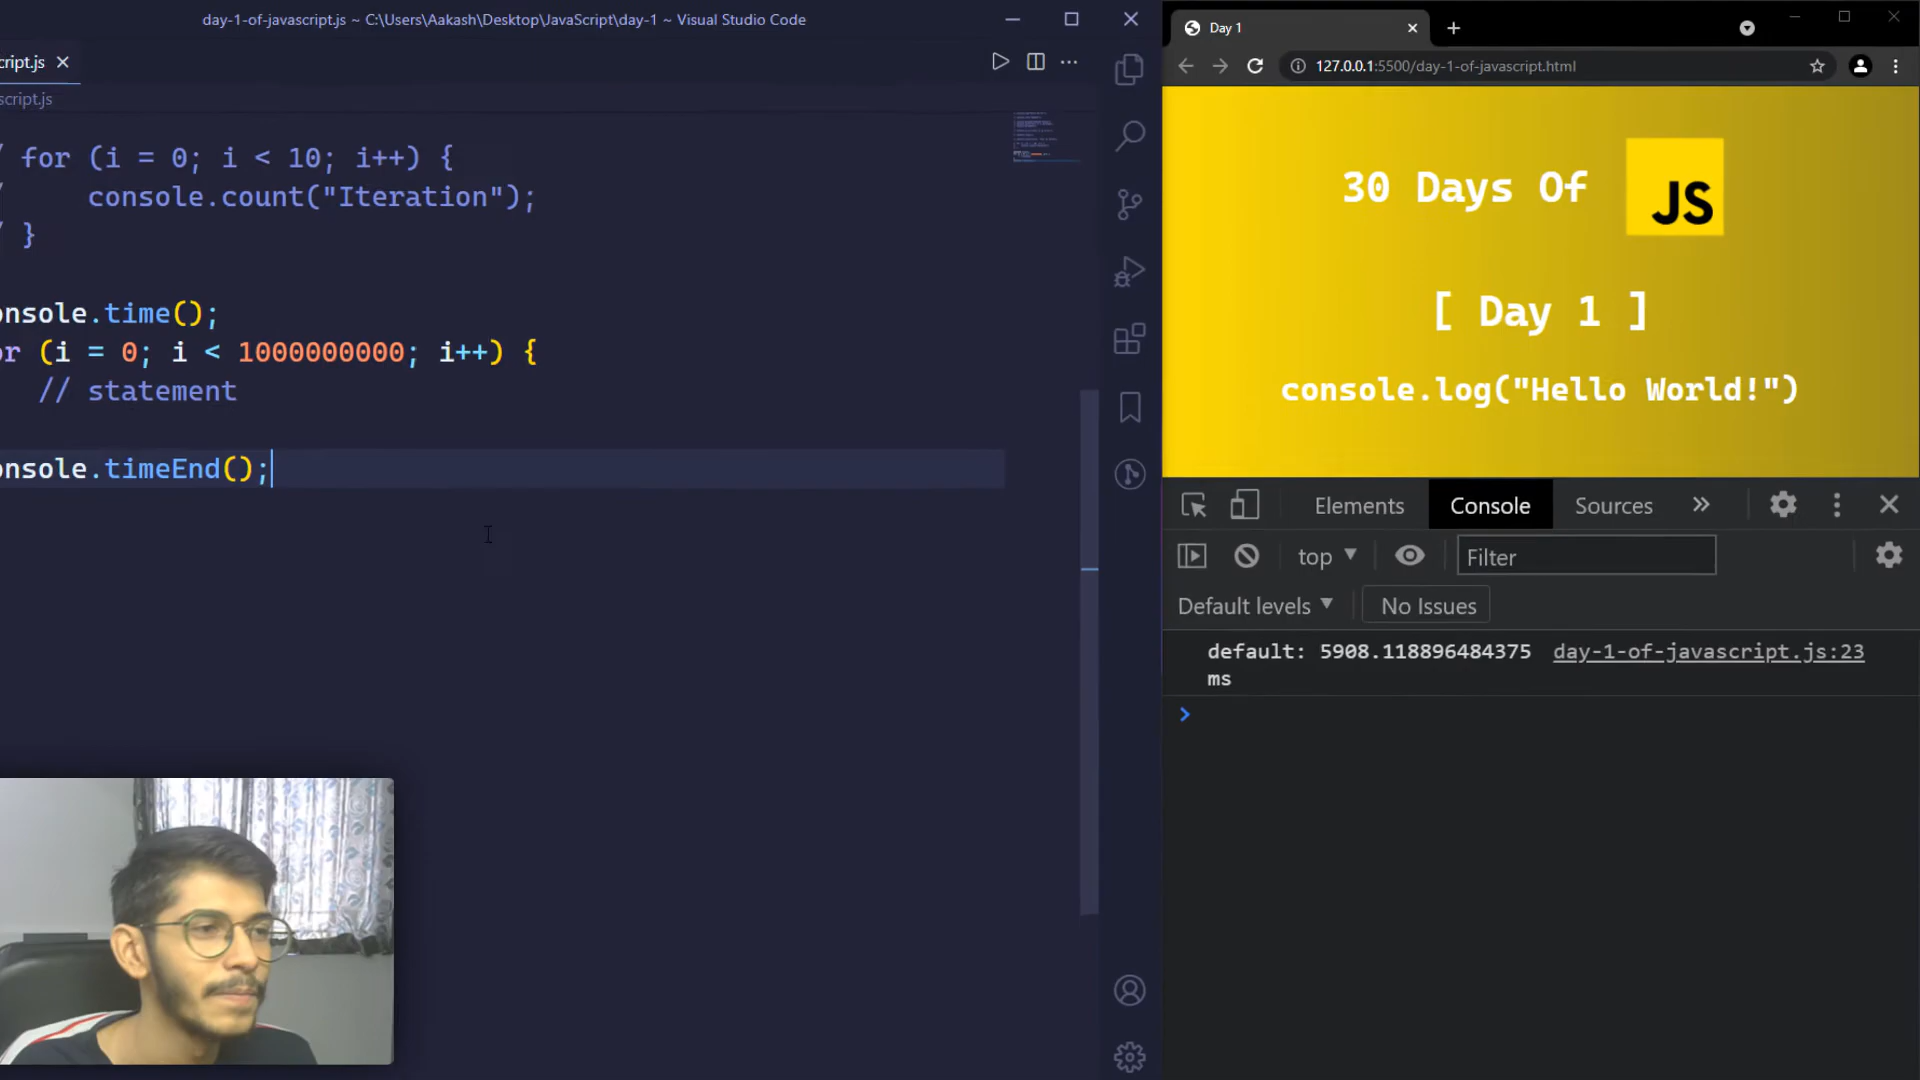 day-1-of-javascript.js ~ C:\Users\Aakash\Desktop\JavaScript\day-1 ~ Visual Studio Code
cript.js
script.js
/ for (i = 0; i < 10; i++) {
/ console.count("Iteration");
/ }
onsole.time();
or (i = 0; i < 1000000000; i++) {
// statement
onsole.timeEnd();
Day 1
127.0.0.1:5500/day-1-of-javascript.html
30 Days Of JS
[ Day 1 ]
console.log("Hello World!")
Elements Console Sources »
top Filter
Default levels No Issues
default: 5908.118896484375 day-1-of-javascript.js:23
ms